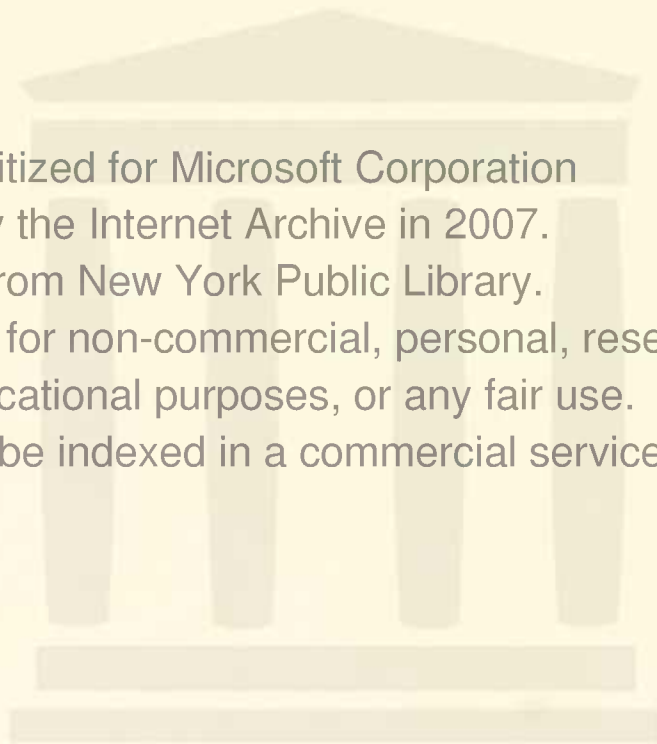 itized for Microsoft Corporation
the Internet Archive in 2007.
rom New York Public Library.
for non-commercial, personal, rese
cational purposes, or any fair use.
be indexed in a commercial service